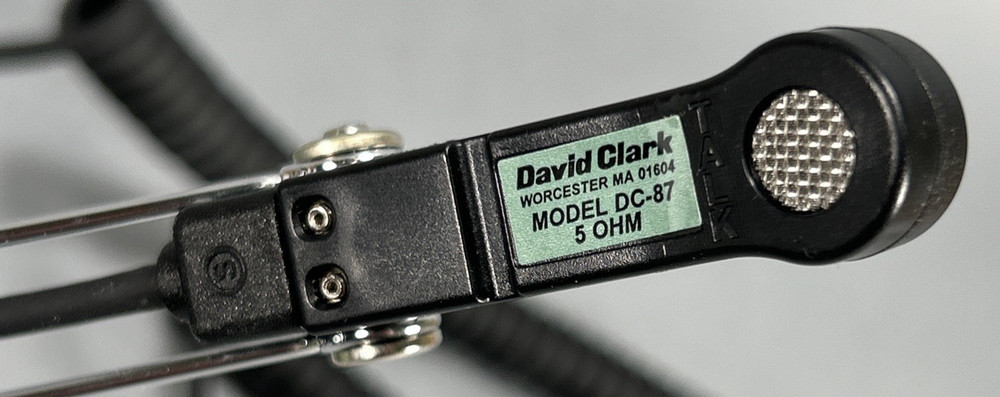 David Clark
WORCESTER MA 01604
MODEL DC-87
5 OHM
TALK
S